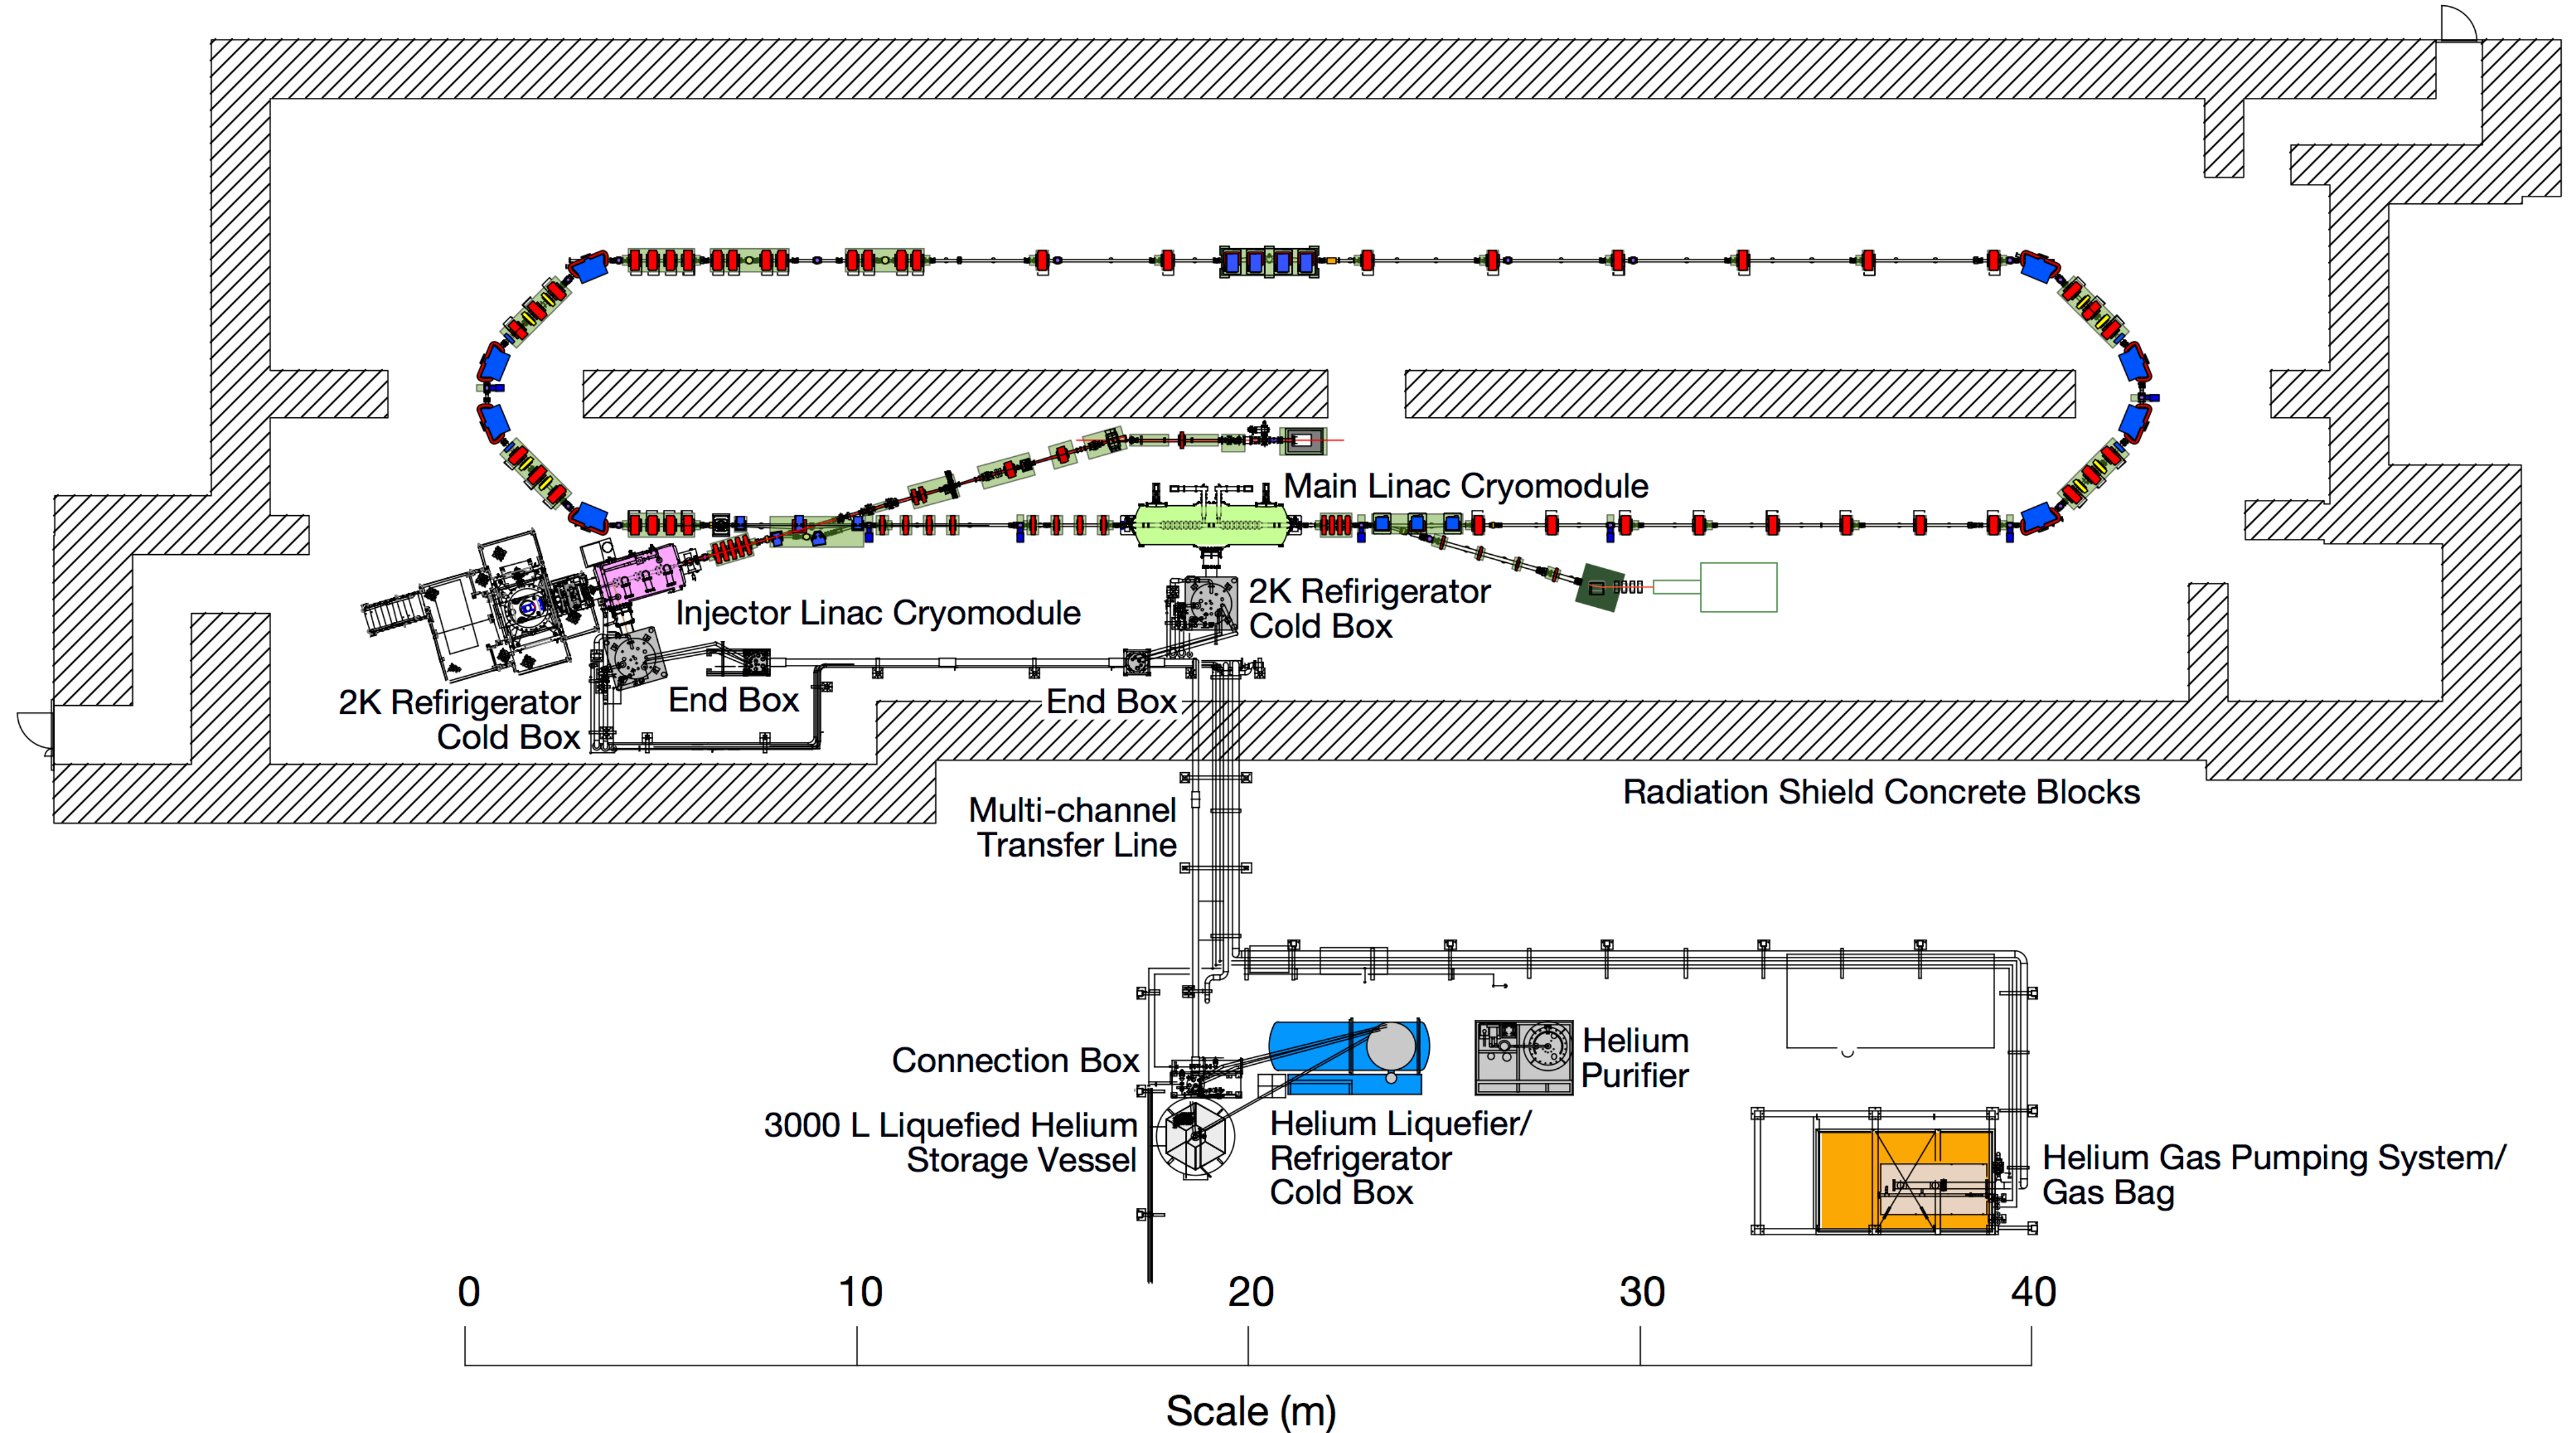 Main Linac Cryomodule
Injector Linac Cryomodule
2K Refirigerator
Cold Box
2K Refirigerator
Cold Box
End Box
End Box
Radiation Shield Concrete Blocks
Multi-channel
Transfer Line
Connection Box
Helium
Purifier
3000 L Liquefied Helium
Storage Vessel
Helium Liquefier/
Refrigerator
Cold Box
Helium Gas Pumping System/
Gas Bag
0 10 20 30 40
Scale (m)